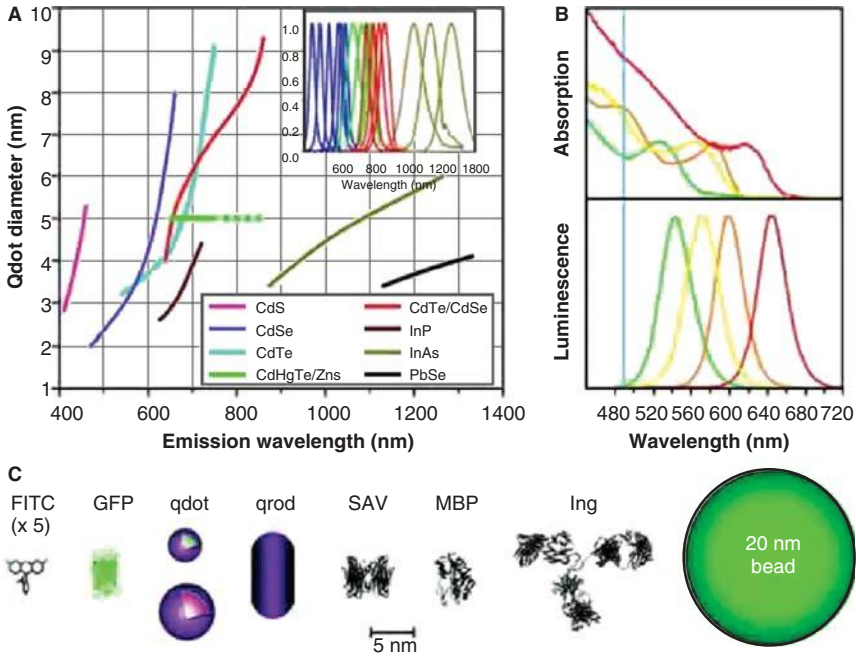 A
10
9
8
7
6
5
4
3
2
1
Qdot diameter (nm)
400
600
800
1000
1200
1400
Emission wavelength (nm)
1.0
0.8
0.6
0.4
0.2
0.0
600
800
1000
1200
1800
Wavelength (nm)
CdS
CdSe
CdTe
CdHgTe/Zns
CdTe/CdSe
InP
InAs
PbSe
B
Absorption
Luminescence
480 520 560 600 640 680 720
Wavelength (nm)
C
FITC
(x 5)
GFP
qdot
qrod
SAV
MBP
Ing
5 nm
20 nm
bead